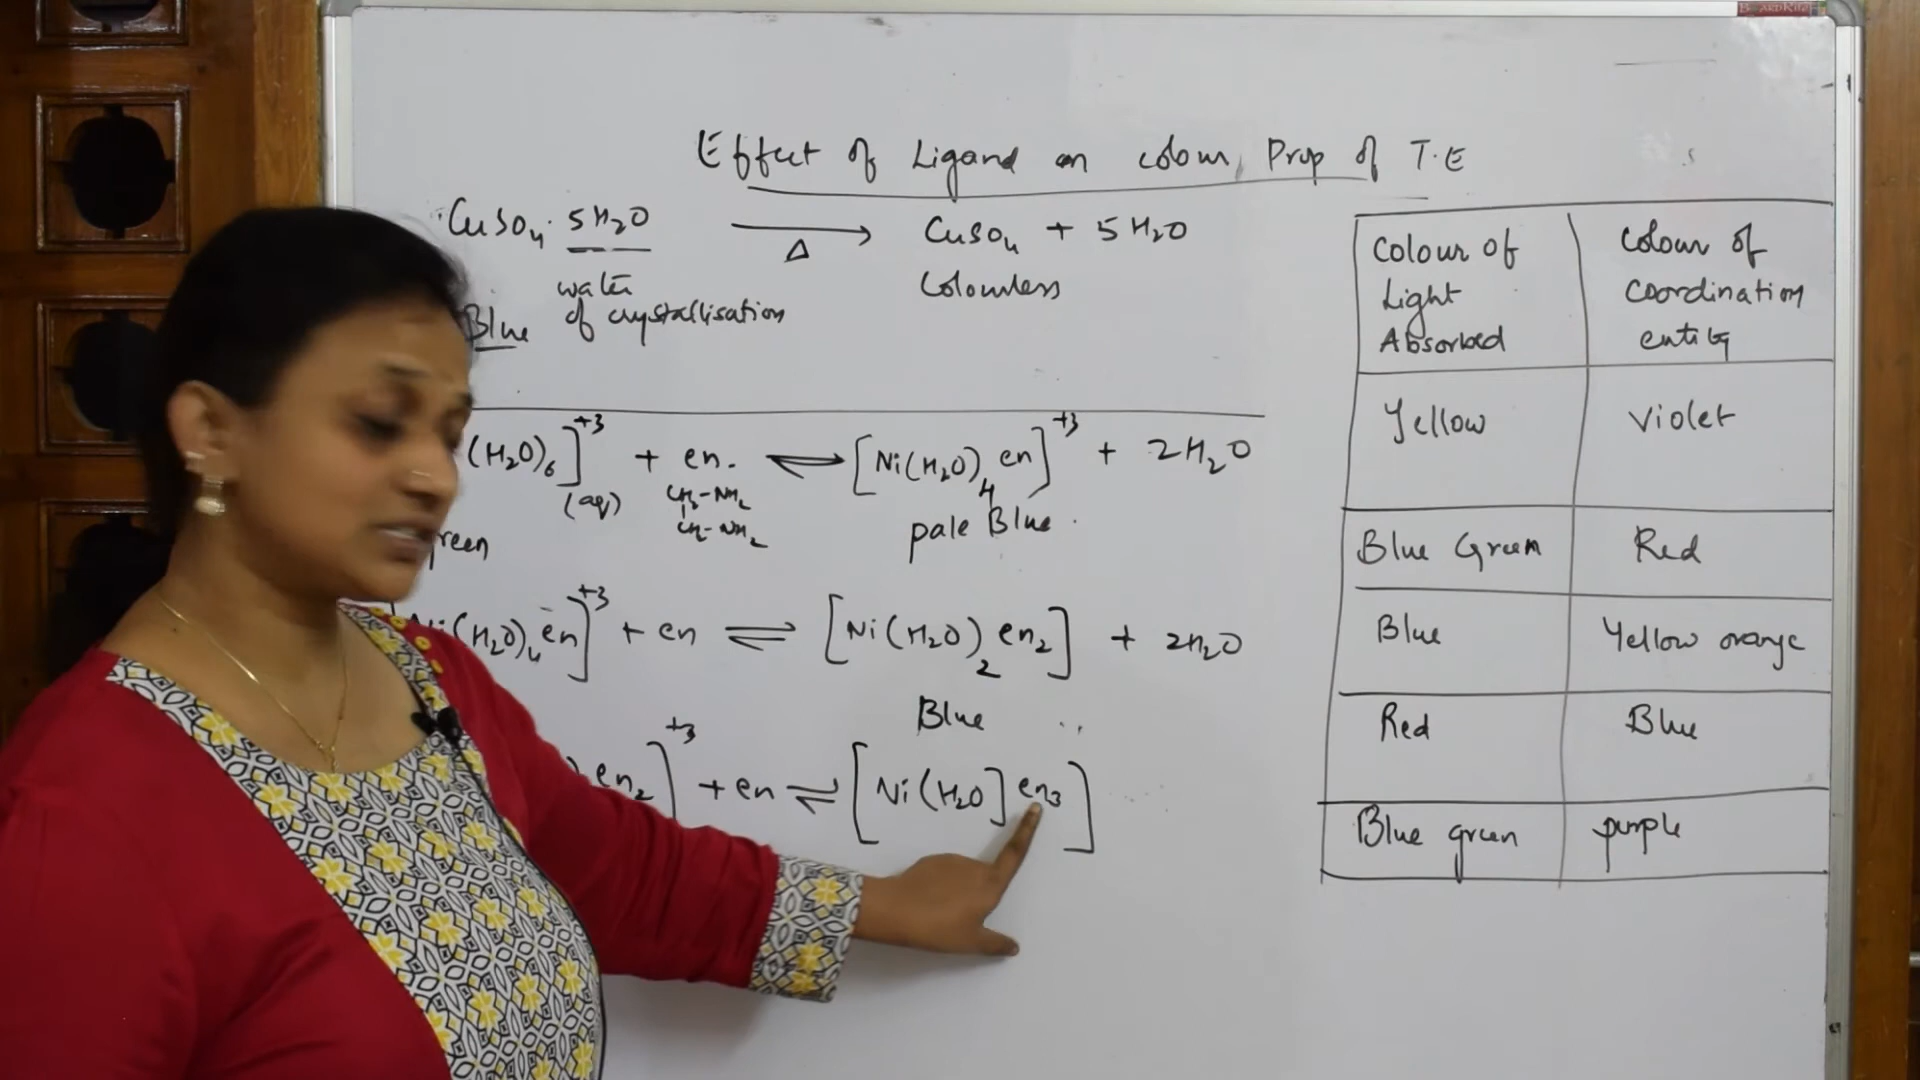 Effect of Ligand on colour Prop of T.E
CuSO4. 5H2O → CuSO4 + 5H2O
Δ
water
of crystallisation
Blue
Colourless
(H2O)6]+3 (aq) + en. ⇌ [Ni(H2O)4 en]+3 + 2H2O
CH2-NH2
CH2-NH2
reen
pale Blue.
i(H2O)4 en]+3 + en ⇌ [Ni(H2O)2 en2] + 2H2O
Blue
en2]+3 + en ⇌ [Ni(H2O] en3]
Colour of
Light
Absorbed
Colour of
Coordination
entity
Yellow
Violet
Blue Green
Red
Blue
Yellow orange
Red
Blue
Blue green
purple